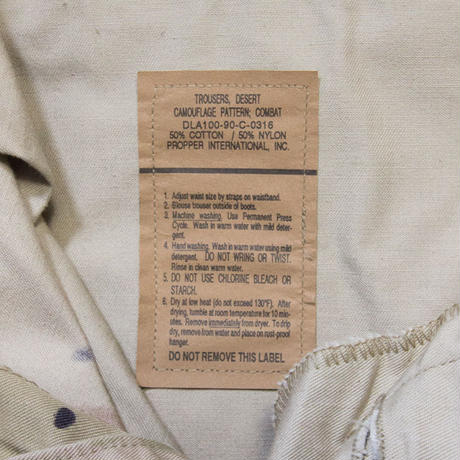 TROUSERS, DESERT
CAMOUFLAGE PATTERN: COMBAT
DLA100-90-C-0316
50% COTTON / 50% NYLON
PROPPER INTERNATIONAL, INC.
1. Adjust waist size by straps on waistband.
2. Blouse trouser outside of boots.
3. Machine washing. Use Permanent Press
Cycle. Wash in warm water with mild deter-
gent.
4. Hand washing. Wash in warm water using mild
detergent. DO NOT WRING OR TWIST.
Rinse in clean warm water.
5. DO NOT USE CHLORINE BLEACH OR
STARCH.
6. Dry at low heat (do not exceed 130°F). After
drying, tumble at room temperature for 10 min-
utes. Remove immediately from dryer. To drip
dry, remove from water and place on rust-proof
hanger.
DO NOT REMOVE THIS LABEL